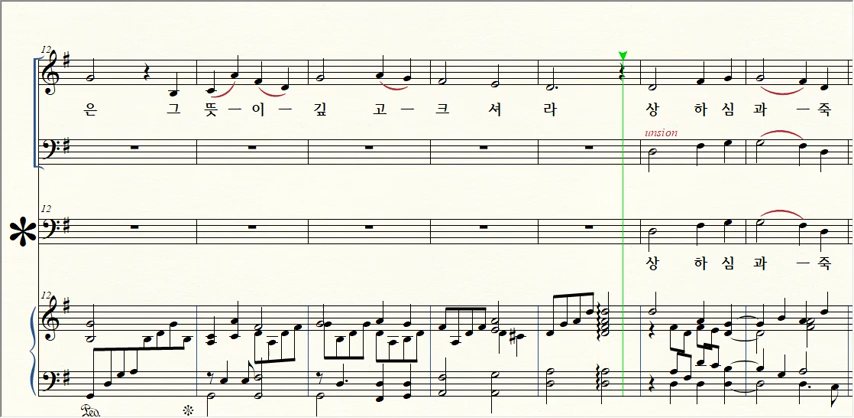 12
은 그 뜻 — 이 — 깊 고 — 크 셔 라 상 하 심 과 — 죽
unsion
12
상 하 심 과 — 죽
12
Ped.